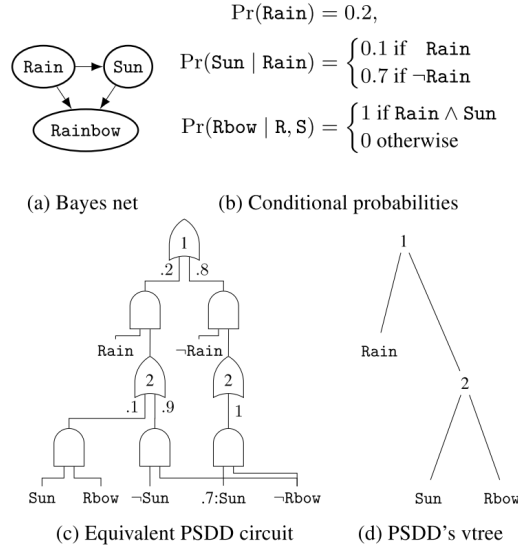 Pr(Rain) = 0.2,
Rain Sun
Pr(Sun | Rain) = {0.1 if Rain
0.7 if ¬Rain
Rainbow
Pr(Rbow | R, S) = {1 if Rain ∧ Sun
0 otherwise
(a) Bayes net (b) Conditional probabilities
1
.2 .8
Rain ¬Rain
2 2
.1 .9 1
Sun Rbow ¬Sun .7:Sun ¬Rbow
(c) Equivalent PSDD circuit
1
Rain
2
Sun Rbow
(d) PSDD's vtree